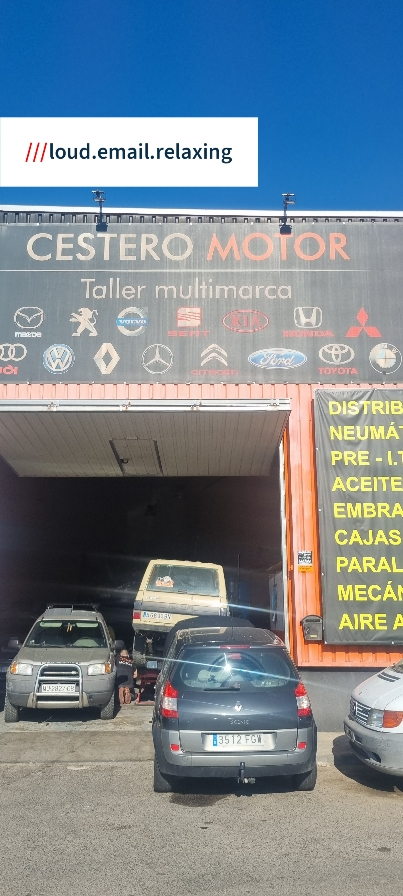 ///loud.email.relaxing
CESTERO MOTOR
Taller multimarca
mazda
VOLVO
SEAT
KIA
HONDA
CITROËN
Ford
TOYOTA
DISTRIB
NEUMÁT
PRE - I.T
ACEITE
EMBRA
CAJAS
PARAL
MECÁN
AIRE A
SCENIC
3512 FGW